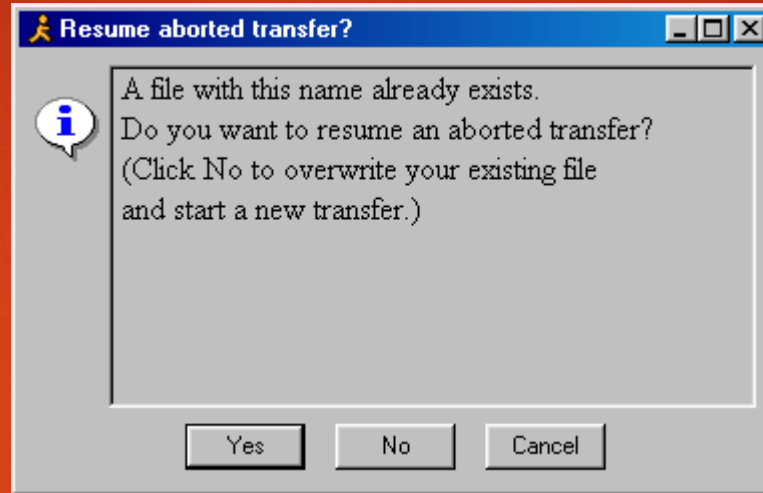 Resume aborted transfer?
A file with this name already exists.
Do you want to resume an aborted transfer?
(Click No to overwrite your existing file
and start a new transfer.)
Yes No Cancel